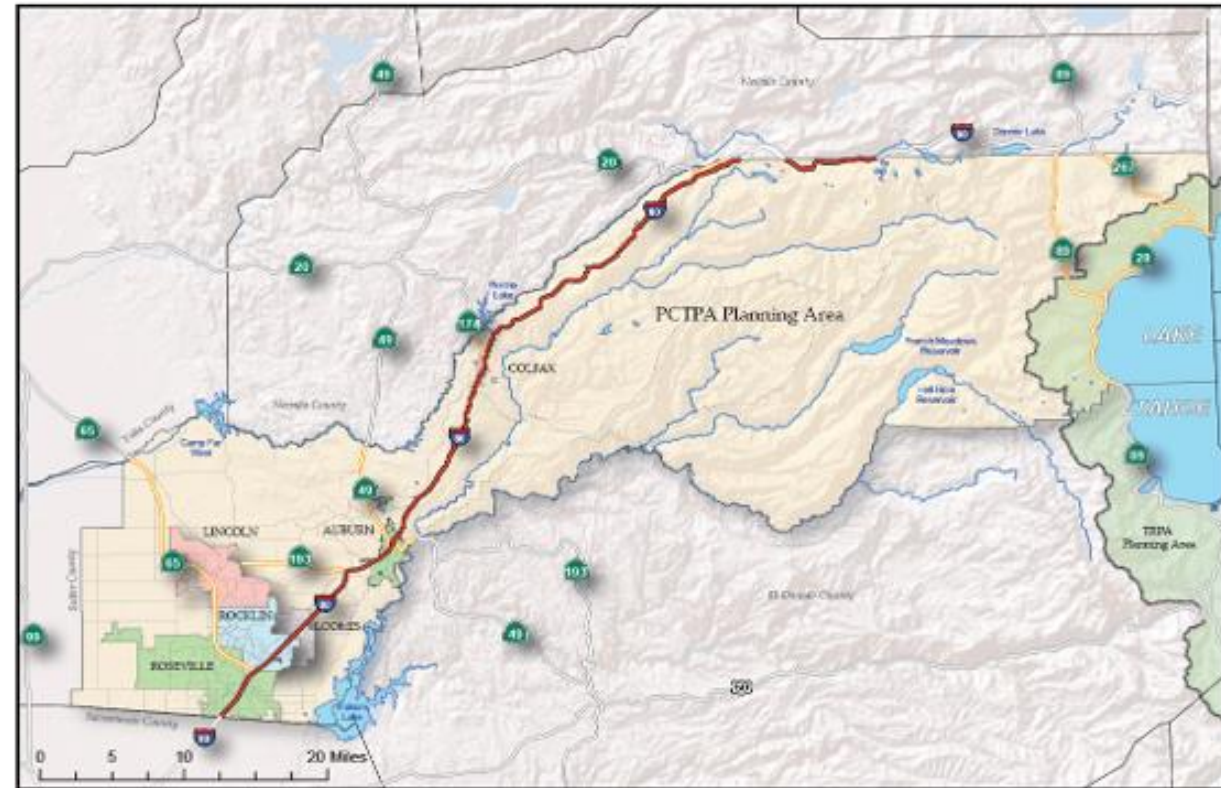 49
89
Nevada County
80
Donner Lake
20
267
80
89
28
20
Rollins
Lake
174
PCTPA Planning Area
LAKE
49
French Meadows
Reservoir
COLFAX
Hell Hole
Reservoir
TAHOE
Nevada County
65
Yuba County
Camp Far
West
80
89
49
LINCOLN
AUBURN
TRPA
Planning Area
65
193
193
Sutter County
El Dorado County
80
ROCKLIN
LOOMIS
99
49
ROSEVILLE
50
Folsom
Lake
Sacramento County
80
0 5 10 20 Miles